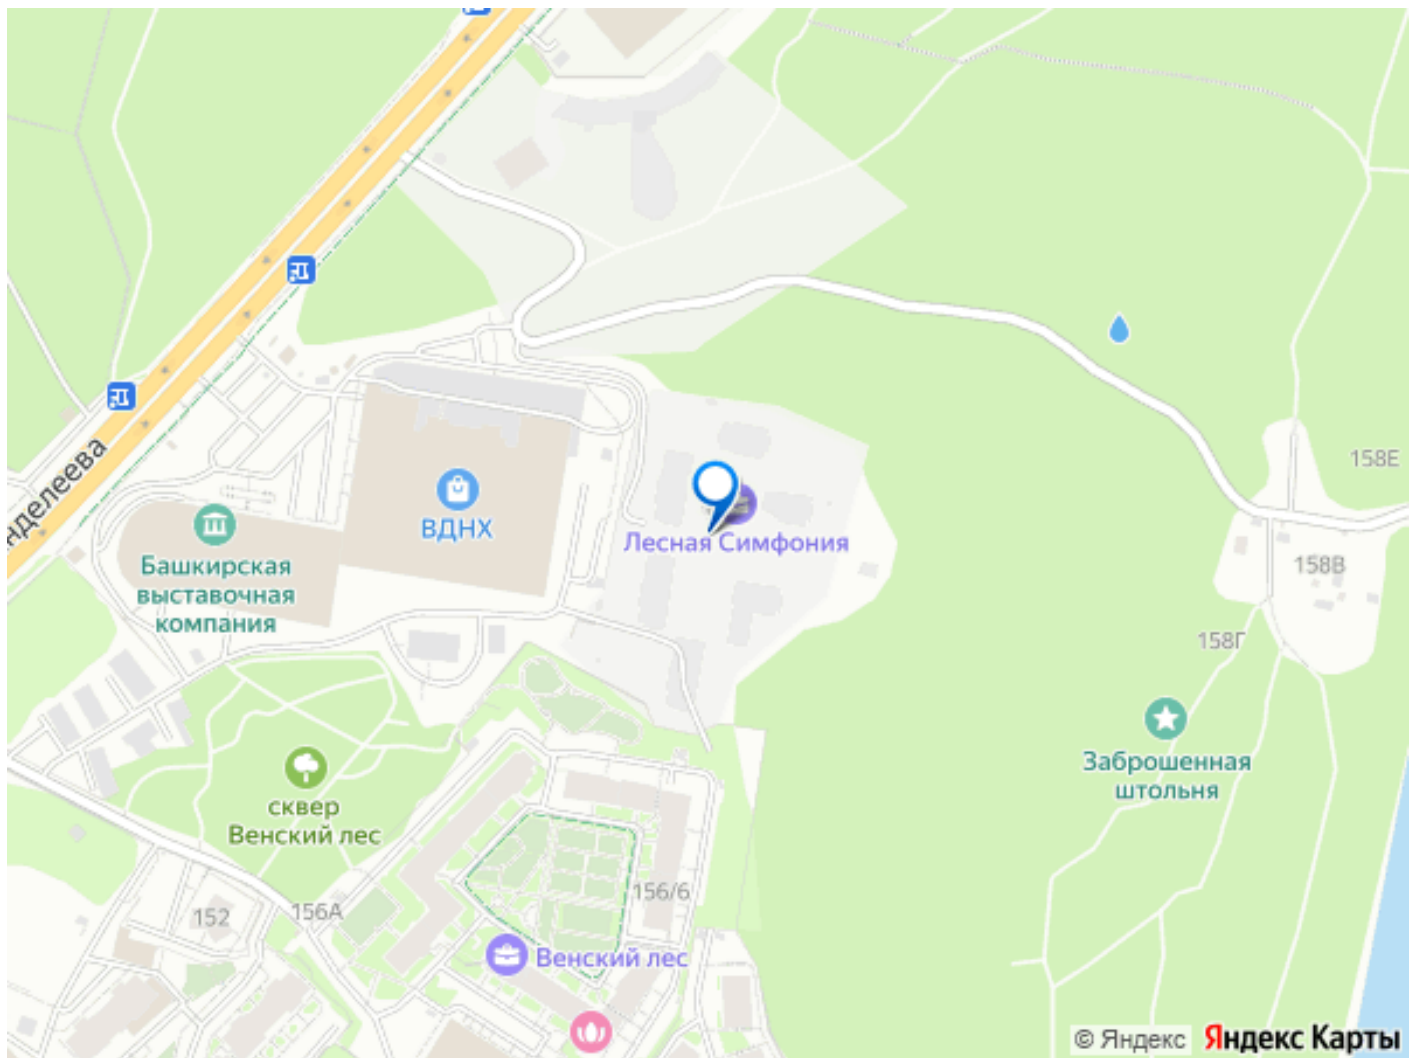 нделеева
158Е
ВДНХ
Лесная Симфония
Башкирская
выставочная
компания
158В
158Г
Заброшенная
штольня
сквер
Венский лес
156/6
152
156А
Венский лес
© Яндекс Яндекс Карты